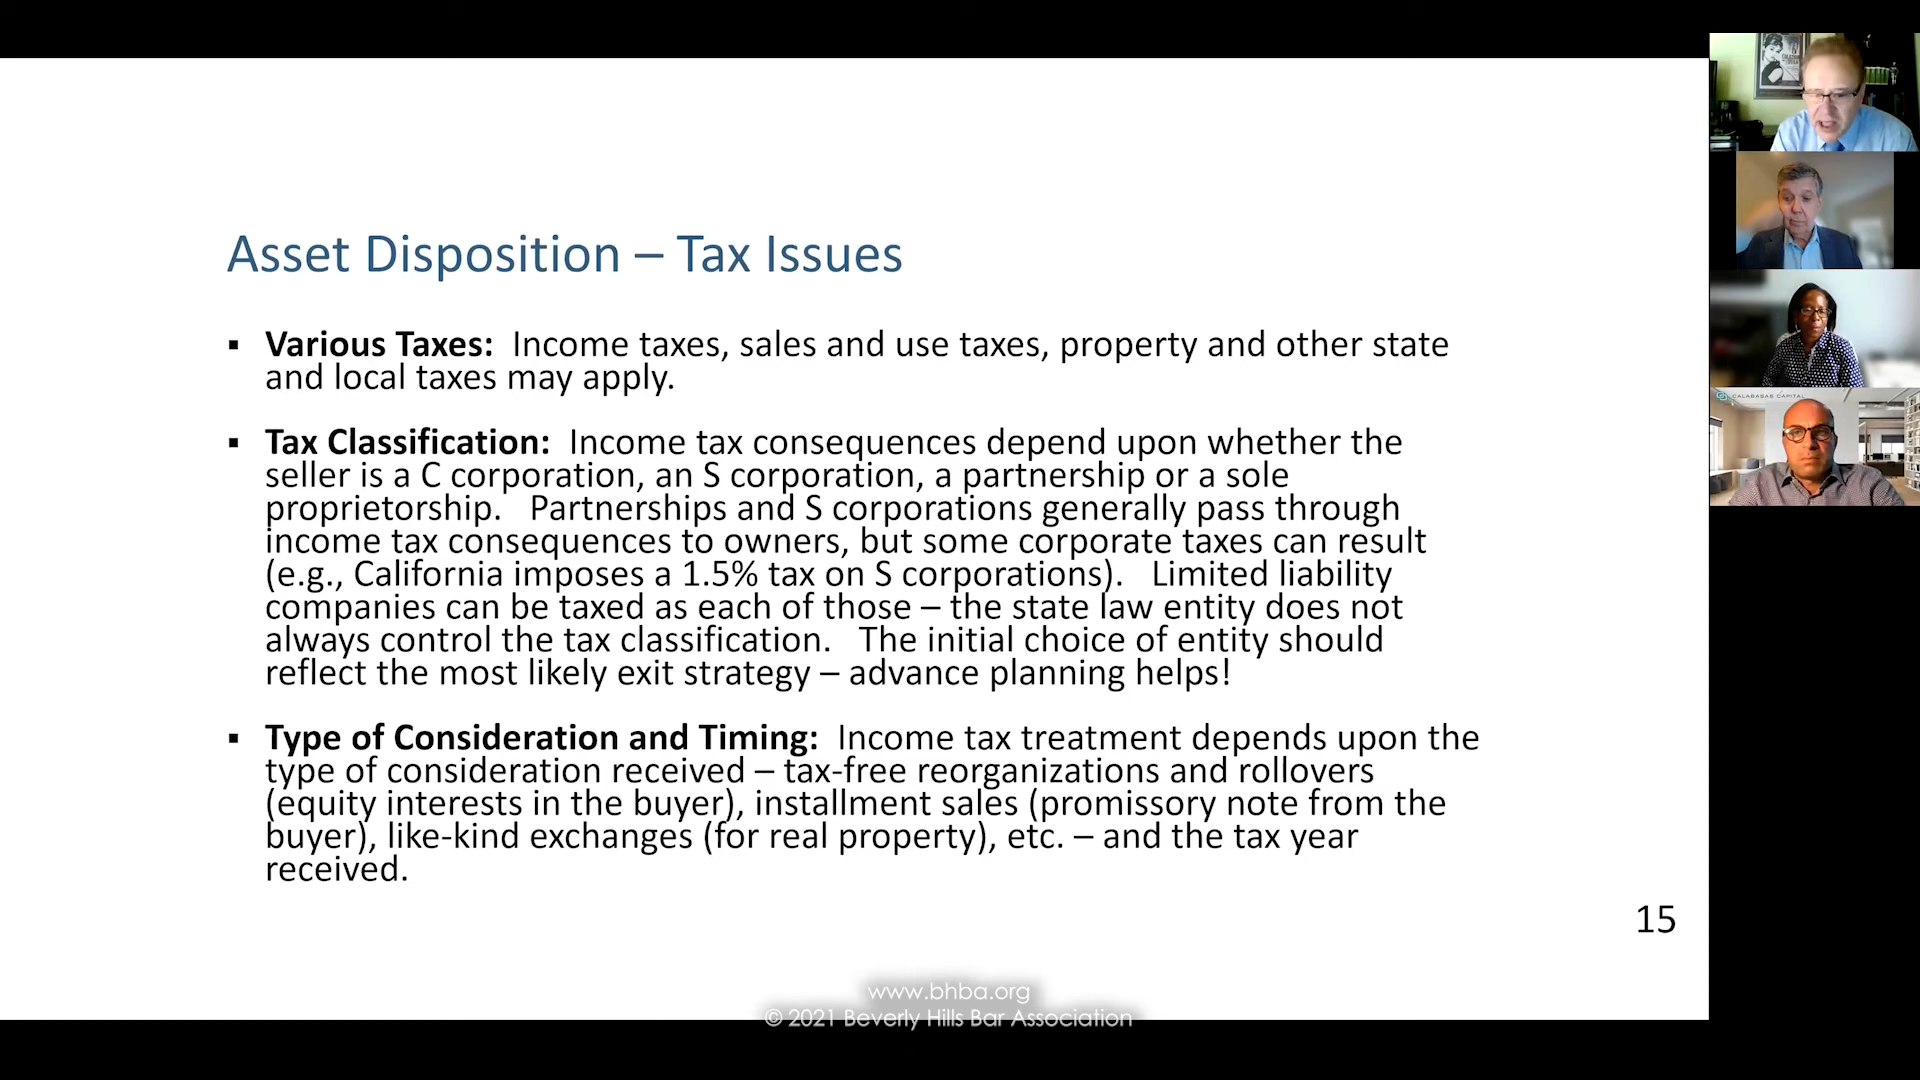 Asset Disposition – Tax Issues
▪ Various Taxes:  Income taxes, sales and use taxes, property and other state
and local taxes may apply.
▪ Tax Classification:  Income tax consequences depend upon whether the
seller is a C corporation, an S corporation, a partnership or a sole
proprietorship.   Partnerships and S corporations generally pass through
income tax consequences to owners, but some corporate taxes can result
(e.g., California imposes a 1.5% tax on S corporations).   Limited liability
companies can be taxed as each of those – the state law entity does not
always control the tax classification.   The initial choice of entity should
reflect the most likely exit strategy – advance planning helps!
▪ Type of Consideration and Timing:  Income tax treatment depends upon the
type of consideration received – tax-free reorganizations and rollovers
(equity interests in the buyer), installment sales (promissory note from the
buyer), like-kind exchanges (for real property), etc. – and the tax year
received.
15
www.bhba.org
© 2021 Beverly Hills Bar Association
CALABASAS CAPITAL